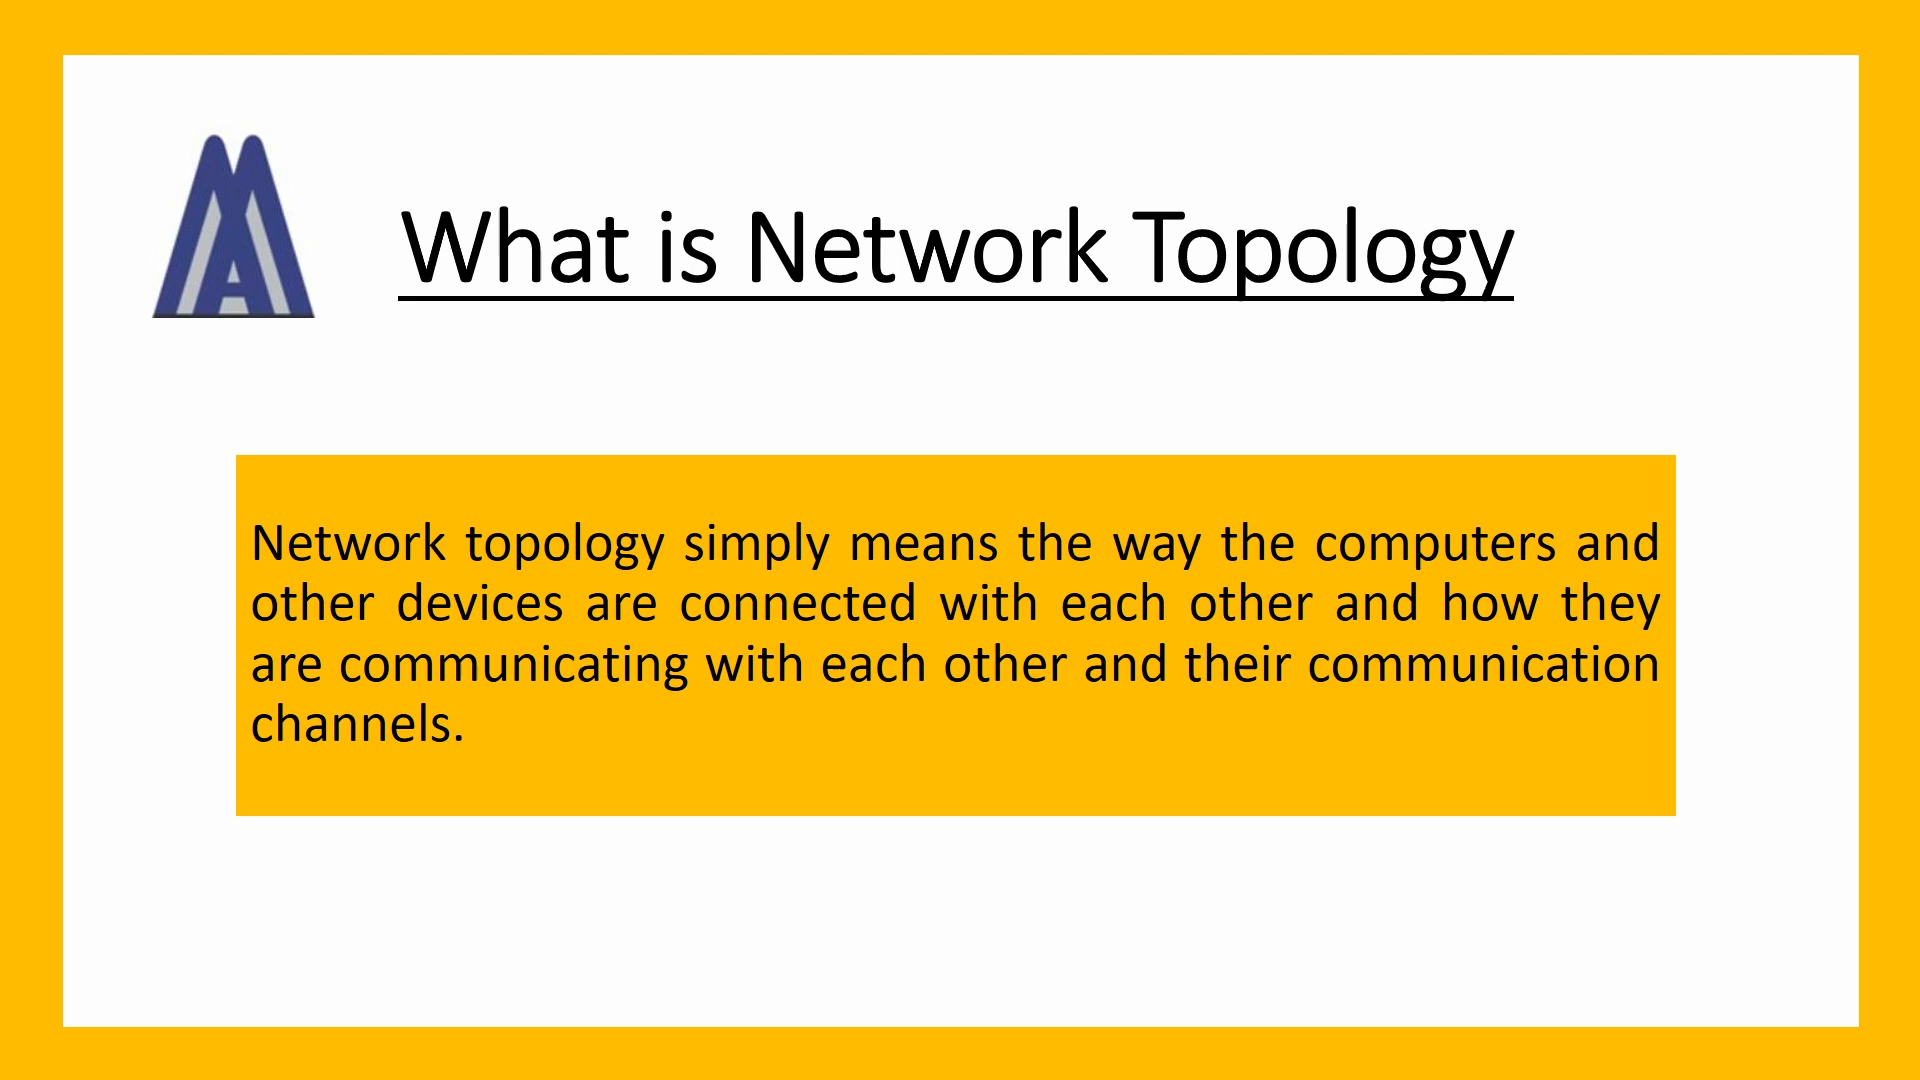 What is Network Topology
Network topology simply means the way the computers and
other devices are connected with each other and how they
are communicating with each other and their communication
channels.